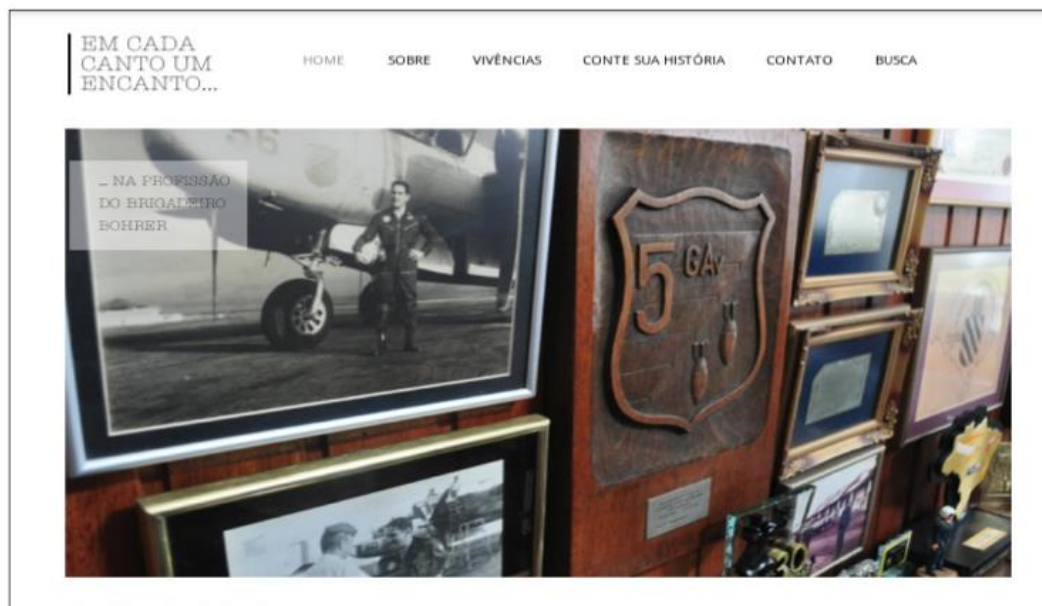 EM CADA
CANTO UM
ENCANTO...
HOME SOBRE VIVÊNCIAS CONTE SUA HISTÓRIA CONTATO BUSCA
... NA PROFISSÃO
DO BRIGADEIRO
BOHRER
5 GAv
30